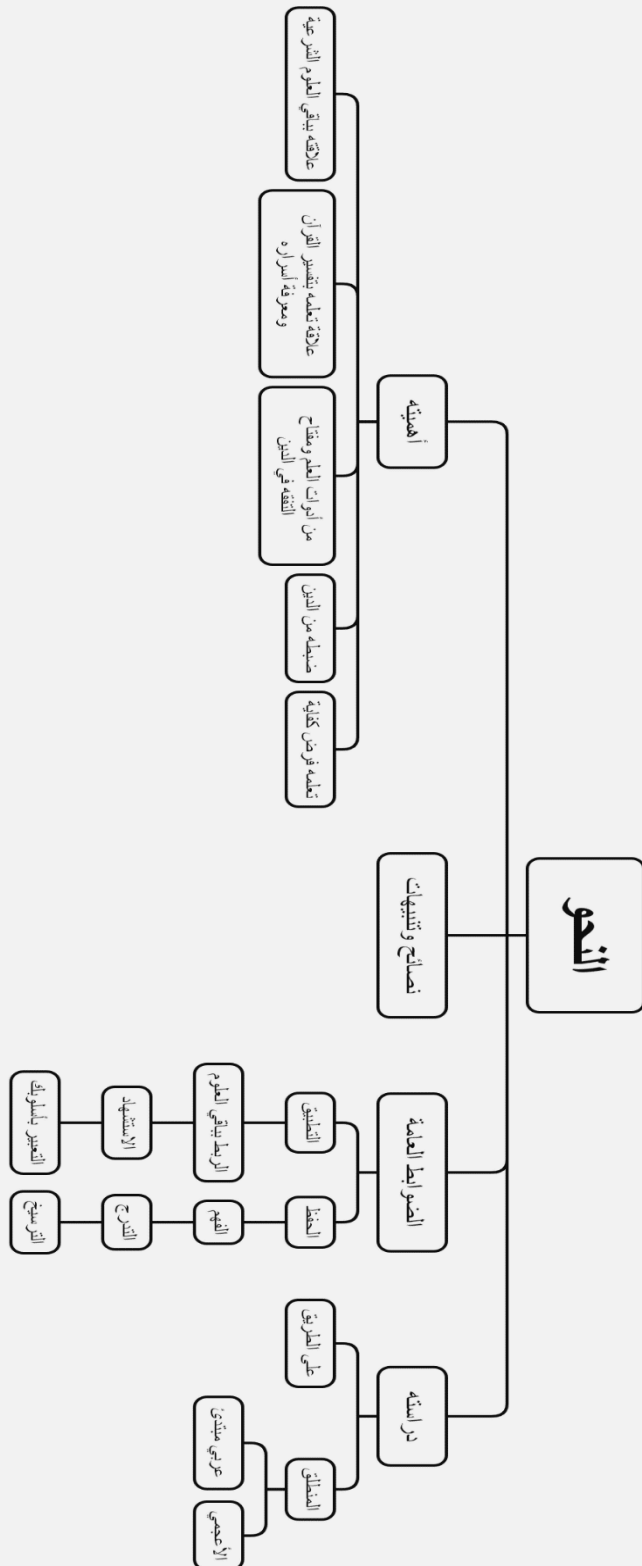 النحو
أهميته
علاقته بباقي العلوم الشرعية
علاقة تعلمه بتفسير القرآن
ومعرفة أسراره
من أدوات العلم ومفتاح
التفقه في الدين
ضبطه من الدين
تعلمه فرض كفاية
نصائح وتنبيهات
الضوابط العامة
التطبيق
الربط بباقي العلوم
الاستشهاد
التعبير بأسلوبك
الحفظ
الفهم
التدرج
الترسيخ
دراسته
على الطريق
المنطلق
عربي مبتدئ
الأعجمي